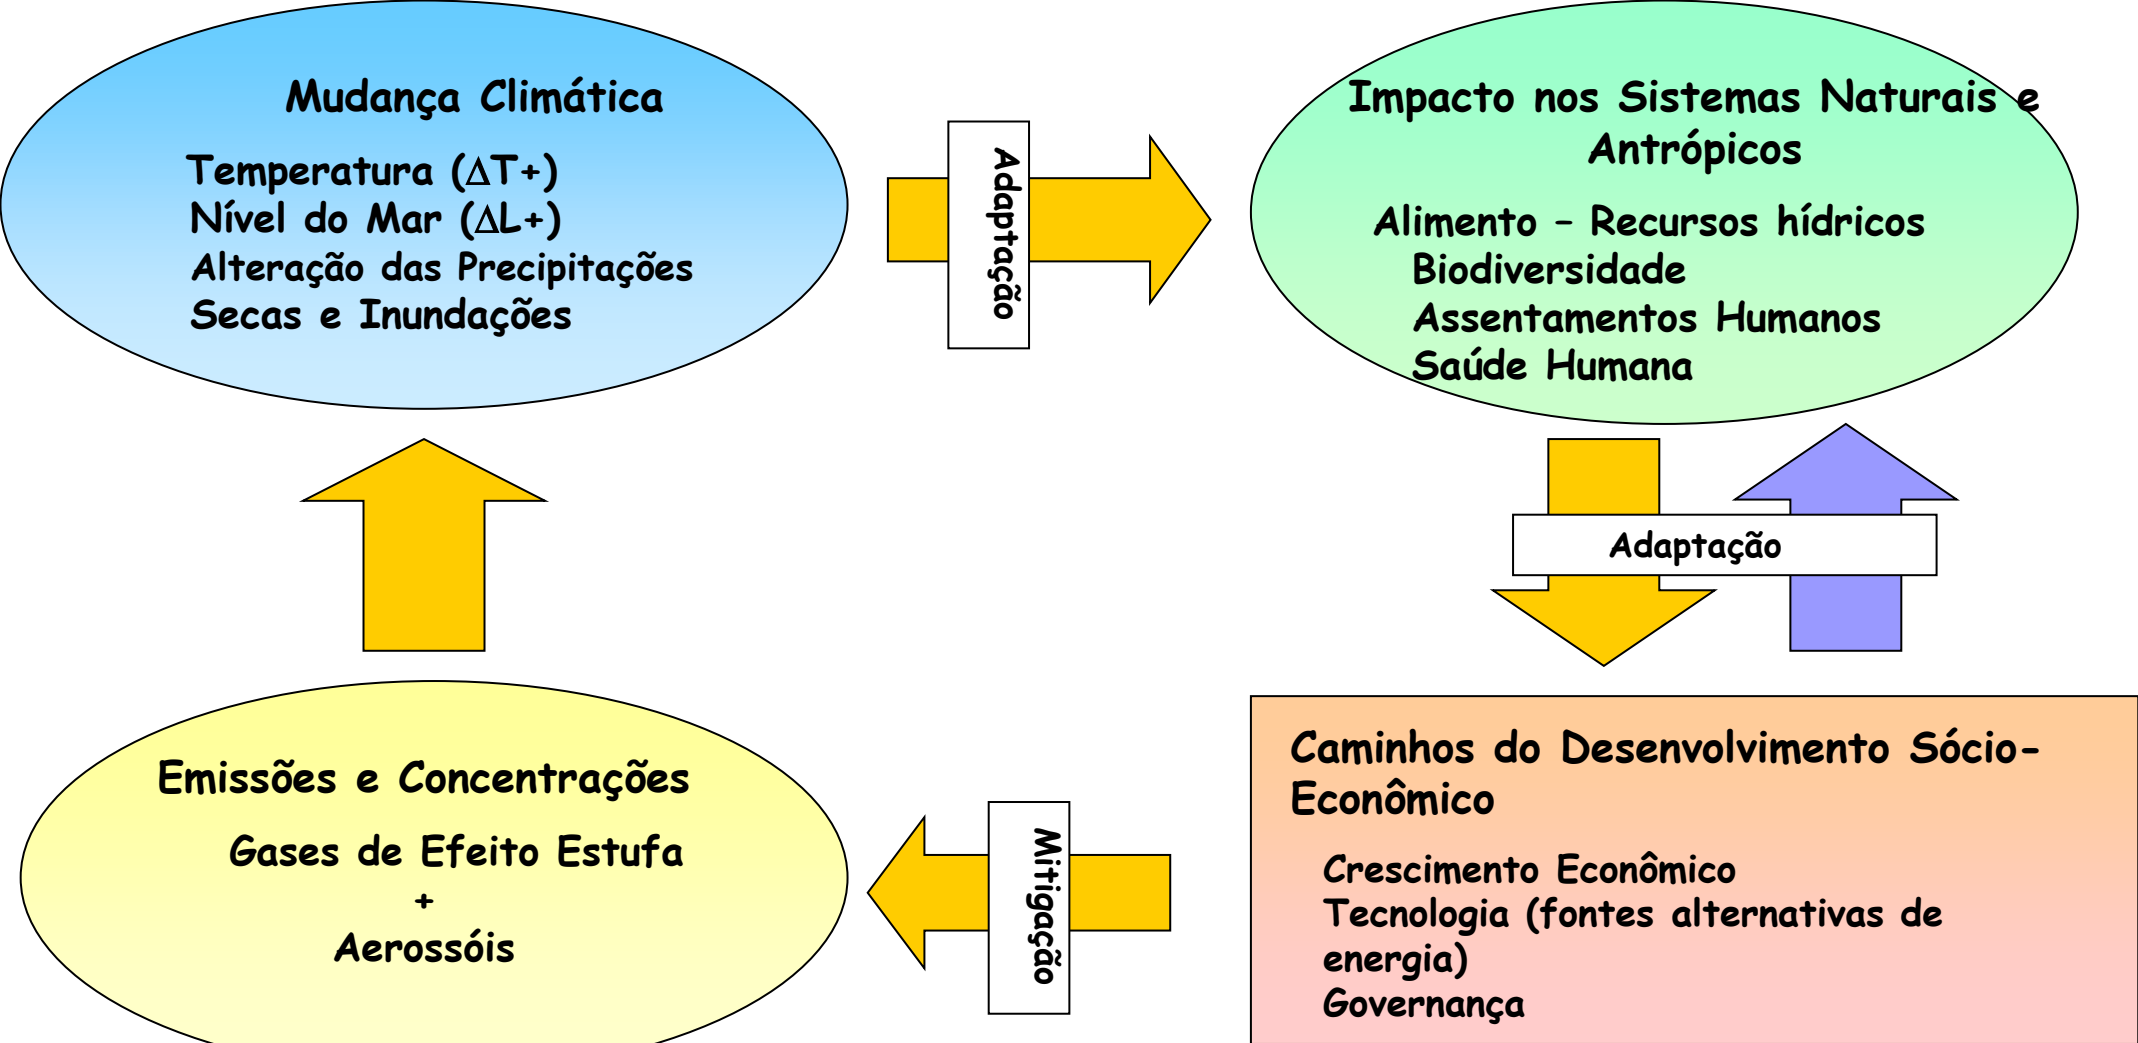 Mudança Climática
Temperatura (ΔT+)
Nível do Mar (ΔL+)
Alteração das Precipitações
Secas e Inundações
Adaptação
Impacto nos Sistemas Naturais e
Antrópicos
Alimento – Recursos hídricos
Biodiversidade
Assentamentos Humanos
Saúde Humana
Adaptação
Emissões e Concentrações
Gases de Efeito Estufa
+
Aerossóis
Mitigação
Caminhos do Desenvolvimento Sócio-
Econômico
Crescimento Econômico
Tecnologia (fontes alternativas de
energia)
Governança